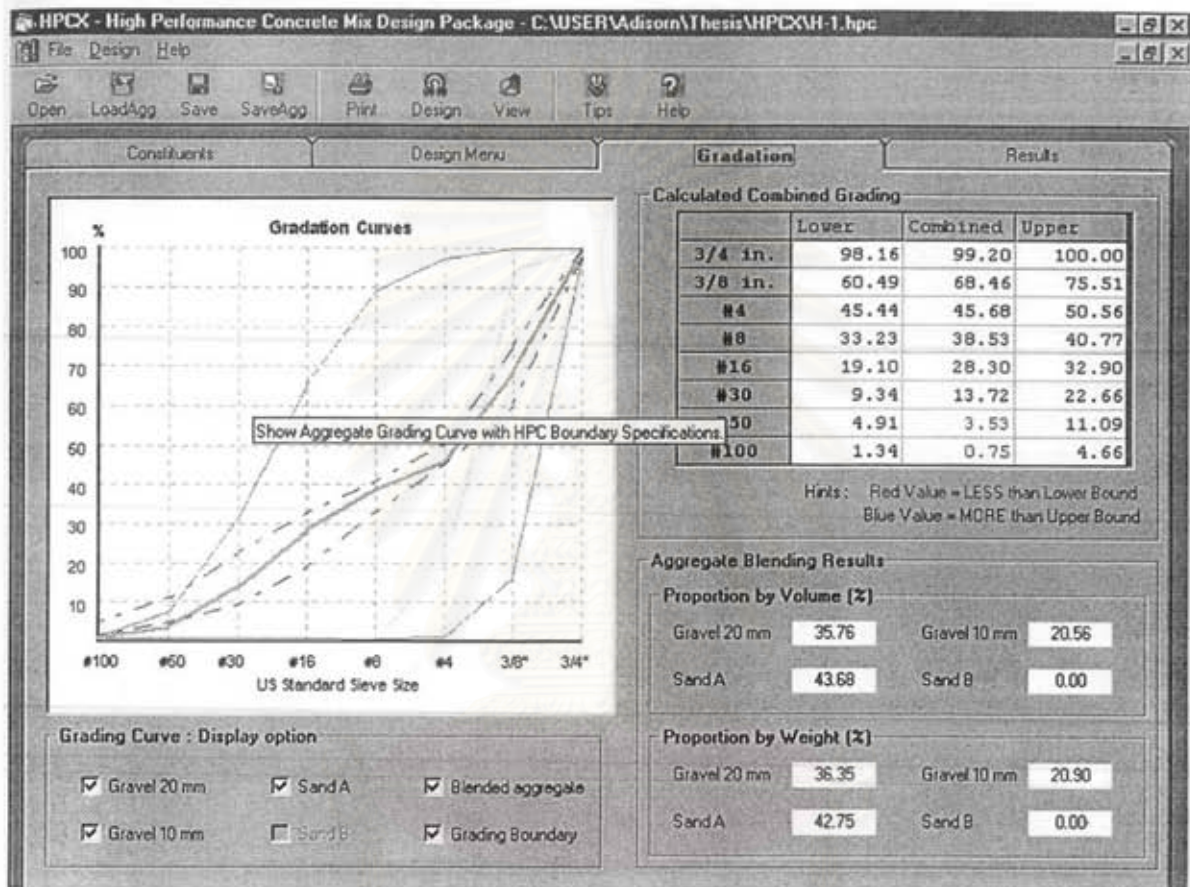 HPCX - High Performance Concrete Mix Design Package - C:\USER\Adisorn\Thesis\HPCX\H-1.hpc
File Design Help
Open LoadAgg Save SaveAgg Print Design View Tips Help
Constituents Design Menu Gradation Results
Gradation Curves
%
100
90
80
70
60
50
40
30
20
10
#100 #60 #30 #16 #8 #4 3/8" 3/4"
US Standard Sieve Size
Show Aggregate Grading Curve with HPC Boundary Specifications.
Grading Curve : Display option
Gravel 20 mm Sand A Blended aggregate
Gravel 10 mm Sand B Grading Boundary
Calculated Combined Grading
Lower Combined Upper
3/4 in. 98.16 99.20 100.00
3/8 in. 60.49 68.46 75.51
#4 45.44 45.68 50.56
#8 33.23 38.53 40.77
#16 19.10 28.30 32.90
#30 9.34 13.72 22.66
50 4.91 3.53 11.09
#100 1.34 0.75 4.66
Hints : Red Value = LESS than Lower Bound
Blue Value = MORE than Upper Bound
Aggregate Blending Results
Proportion by Volume (%)
Gravel 20 mm 35.76 Gravel 10 mm 20.56
Sand A 43.68 Sand B 0.00
Proportion by Weight (%)
Gravel 20 mm 36.35 Gravel 10 mm 20.90
Sand A 42.75 Sand B 0.00